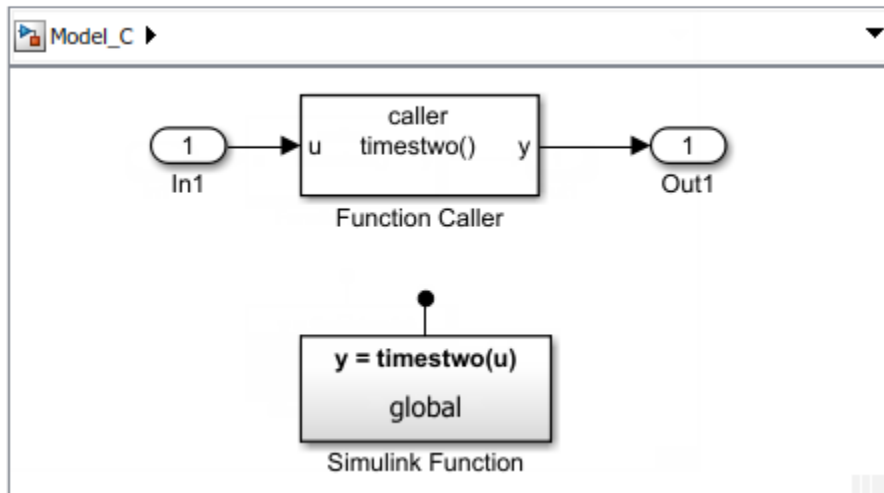 Model_C
caller
1
u timestwo() y
1
In1
Out1
Function Caller
y = timestwo(u)
global
Simulink Function